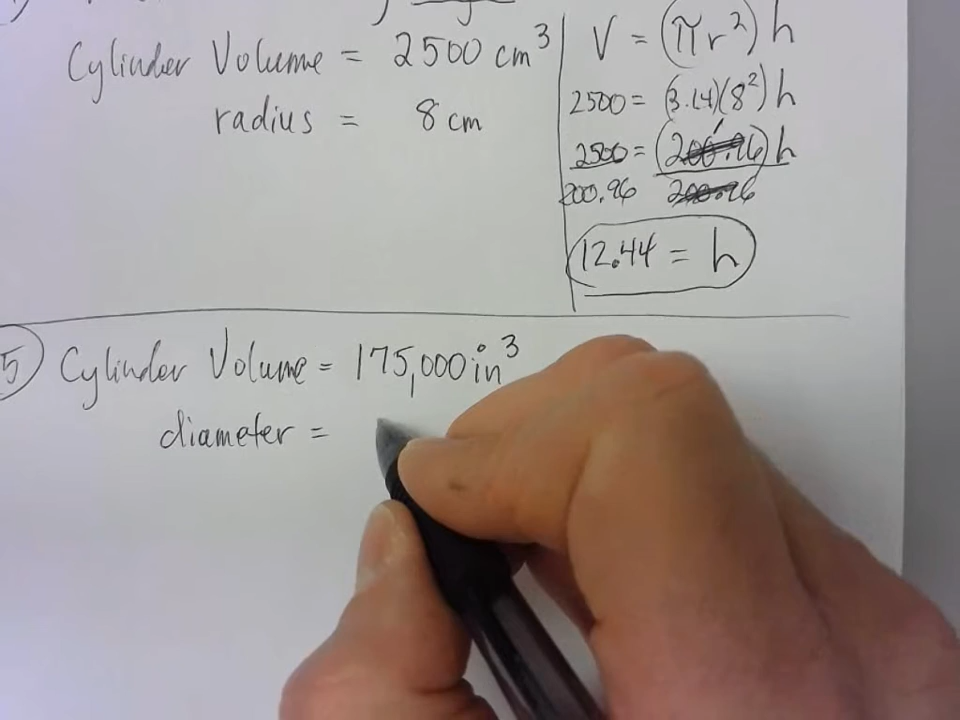 Cylinder Volume = 2500 cm³
radius = 8 cm
V = (πr²)h
2500 = (3.14)(8²)h
2500 = (200.96)h
200.96 200.96
12.44 = h
5) Cylinder Volume = 175,000 in³
diameter =